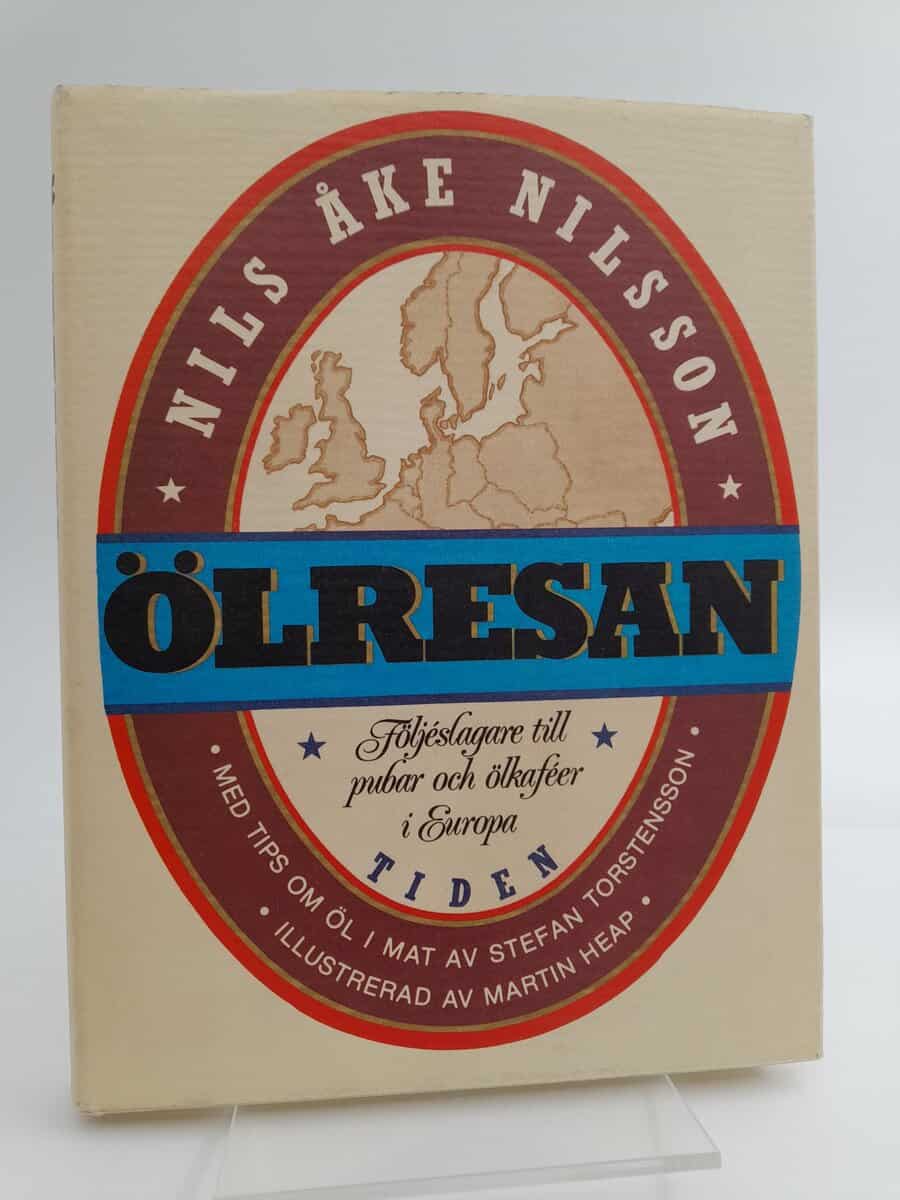 NILS ÅKE NILSSON
ÖLRESAN
Följéslagare till
pubar och ölkaféer
i Europa
TIDEN
• MED TIPS OM ÖL I MAT AV STEFAN TORSTENSSON •
• ILLUSTRERAD AV MARTIN HEAP •